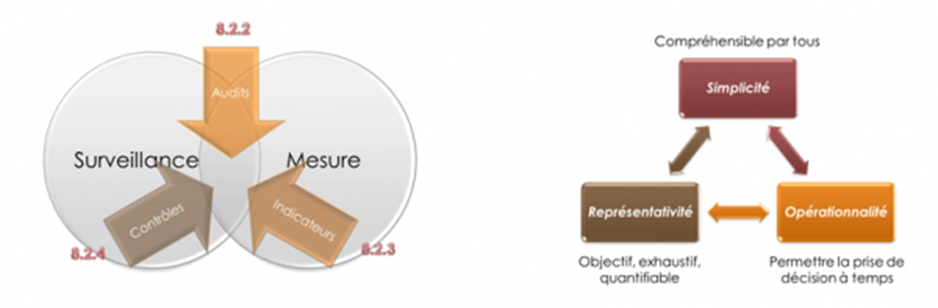 8.2.2
Audits
Surveillance
Mesure
Contrôles
Indicateurs
8.2.4
8.2.3
Compréhensible par tous
Simplicité
Représentativité
Opérationnalité
Objectif, exhaustif,
quantifiable
Permettre la prise de
décision à temps